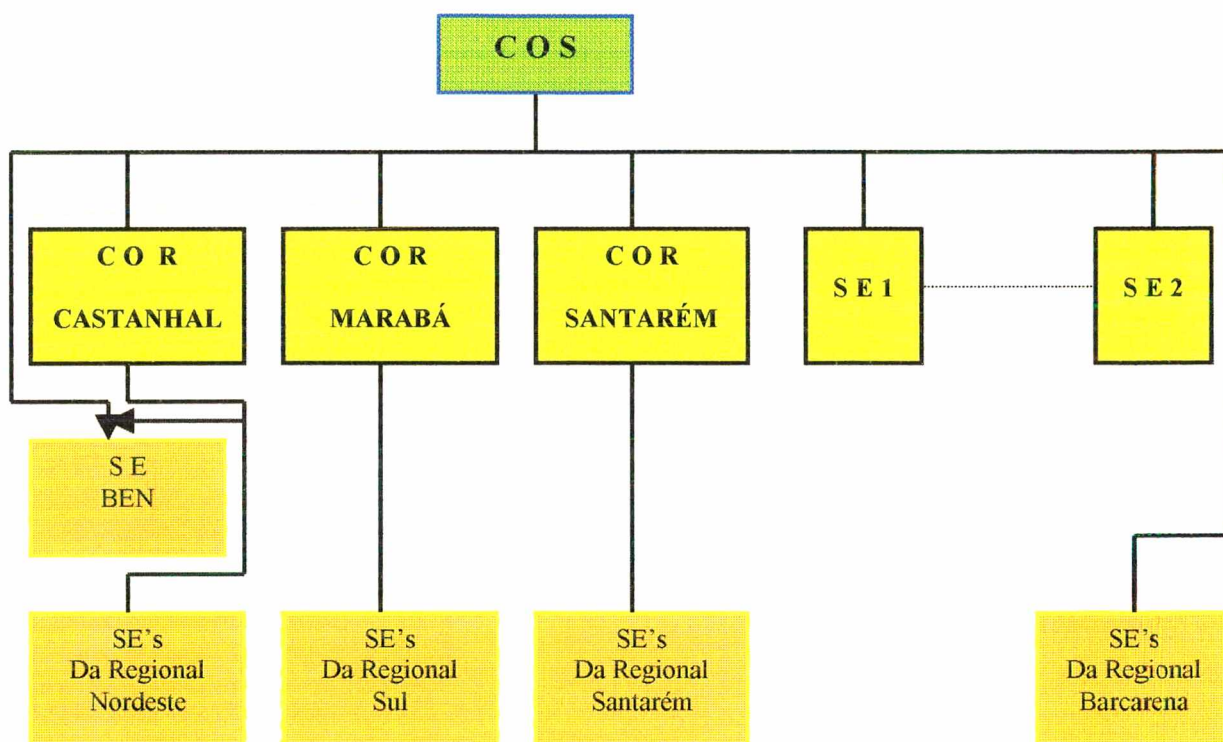 C O S
C O R
CASTANHAL
C O R
MARABÁ
C O R
SANTARÉM
S E 1
S E 2
S E
BEN
SE's
Da Regional
Nordeste
SE's
Da Regional
Sul
SE's
Da Regional
Santarém
SE's
Da Regional
Barcarena